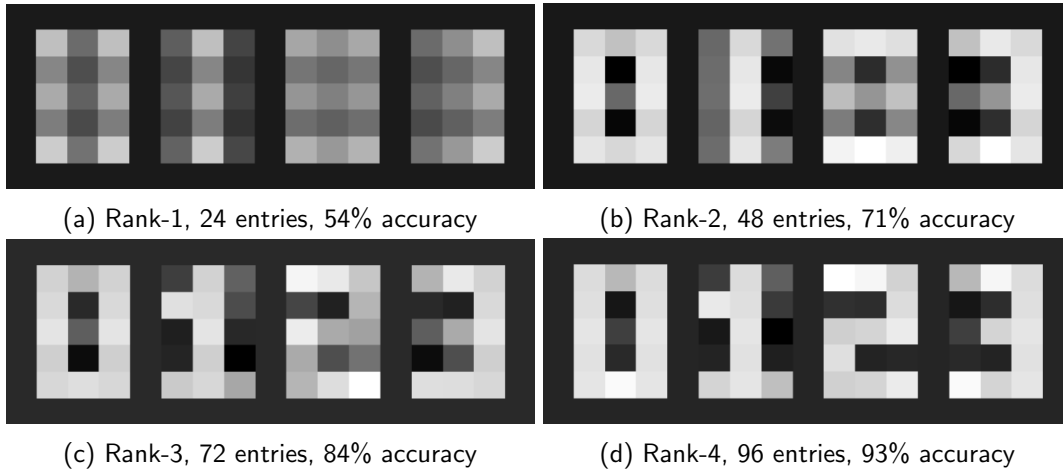 (a) Rank-1, 24 entries, 54% accuracy
(b) Rank-2, 48 entries, 71% accuracy
(c) Rank-3, 72 entries, 84% accuracy
(d) Rank-4, 96 entries, 93% accuracy